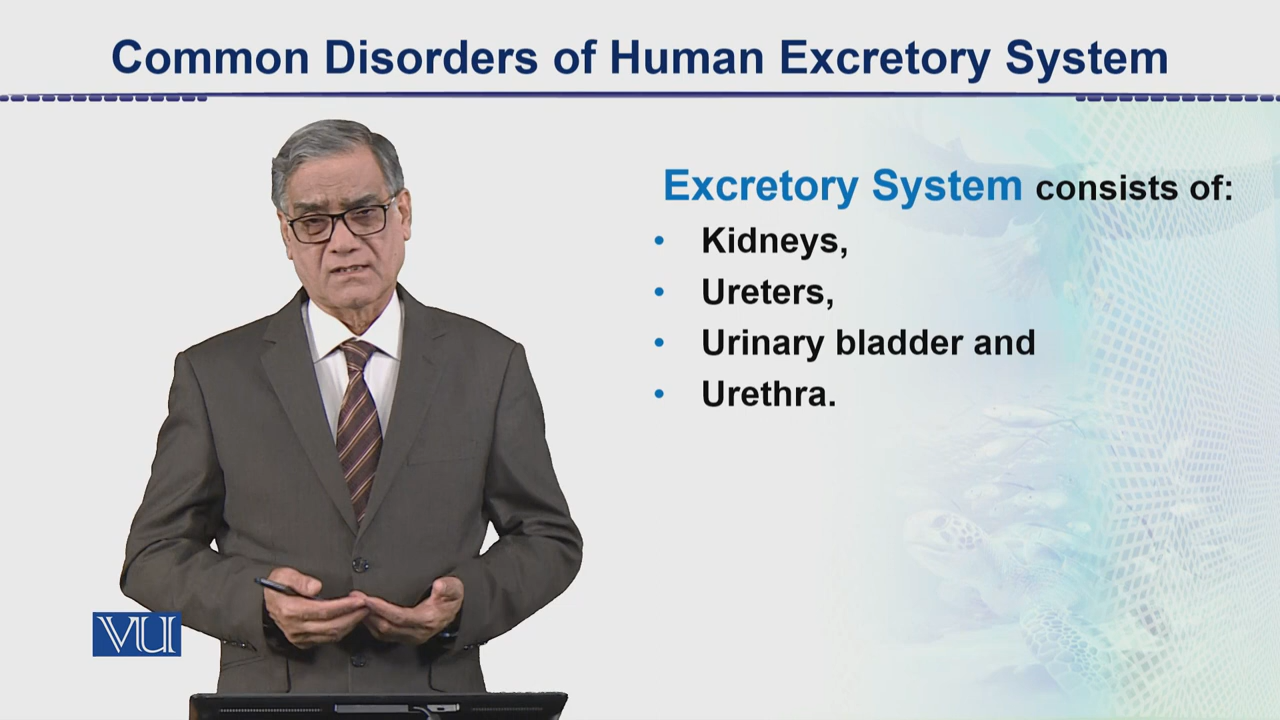 Common Disorders of Human Excretory System
Excretory System consists of:
• Kidneys,
• Ureters,
• Urinary bladder and
• Urethra.
VU